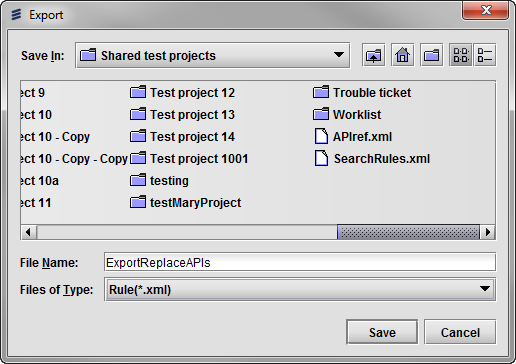 Export
Save In: Shared test projects
ect 9 Test project 12 Trouble ticket
ect 10 Test project 13 Worklist
ect 10 - Copy Test project 14 APIref.xml
ect 10 - Copy - Copy Test project 1001 SearchRules.xml
ect 10a testing
ect 11 testMaryProject
File Name: ExportReplaceAPIs
Files of Type: Rule(*.xml)
Save Cancel